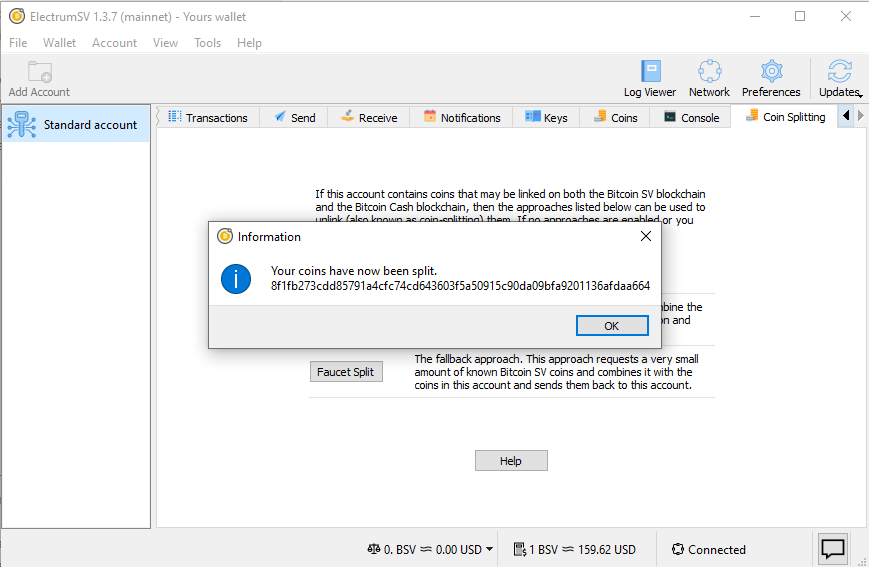 ElectrumSV 1.3.7 (mainnet) - Yours wallet
File Wallet Account View Tools Help
Add Account
Log Viewer Network Preferences Updates
Standard account
Transactions Send Receive Notifications Keys Coins Console Coin Splitting
If this account contains coins that may be linked on both the Bitcoin SV blockchain
and the Bitcoin Cash blockchain, then the approaches listed below can be used to
unlink (also known as coin-splitting) them. If no approaches are enabled or you
Information
Your coins have now been split.
8f1fb273cdd85791a4cfc74cd643603f5a50915c90da09bfa9201136afdaa664
OK
the
and
The fallback approach. This approach requests a very small
amount of known Bitcoin SV coins and combines it with the
coins in this account and sends them back to this account.
Faucet Split
Help
0. BSV ≈ 0.00 USD
1 BSV ≈ 159.62 USD
Connected